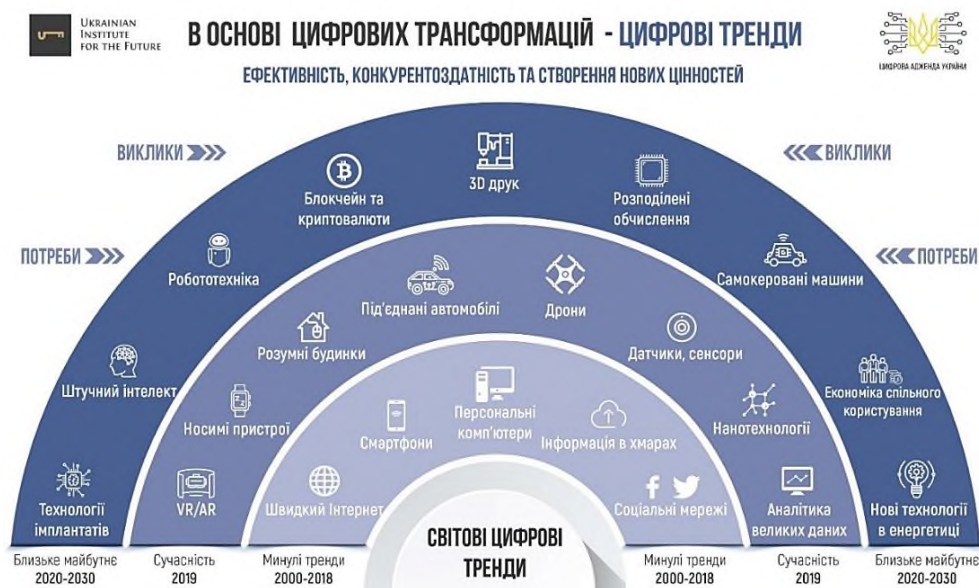 UKRAINIAN
INSTITUTE
FOR THE FUTURE
В ОСНОВІ ЦИФРОВИХ ТРАНСФОРМАЦІЙ - ЦИФРОВІ ТРЕНДИ
ЕФЕКТИВНІСТЬ, КОНКУРЕНТОЗДАТНІСТЬ ТА СТВОРЕННЯ НОВИХ ЦІННОСТЕЙ
ЦИФРОВА АДЖЕНДА УКРАЇНИ
ВИКЛИКИ
ВИКЛИКИ
ПОТРЕБИ
ПОТРЕБИ
Технології
імплантатів
Штучний інтелект
Робототехніка
Блокчейн та
криптовалюти
3D друк
Розподілені
обчислення
Самокеровані машини
Економіка спільного
користування
Нові технології
в енергетиці
VR/AR
Носимі пристрої
Розумні будинки
Під'єднані автомобілі
Дрони
Датчики, сенсори
Нанотехнології
Аналітика
великих даних
Швидкий Інтернет
Смартфони
Персональні
комп'ютери
Інформація в хмарах
Соціальні мережі
СВІТОВІ ЦИФРОВІ
ТРЕНДИ
Близьке майбутнє
2020-2030
Сучасність
2019
Минулі тренди
2000-2018
Минулі тренди
2000-2018
Сучасність
2019
Близьке майбутнє
2020-2030